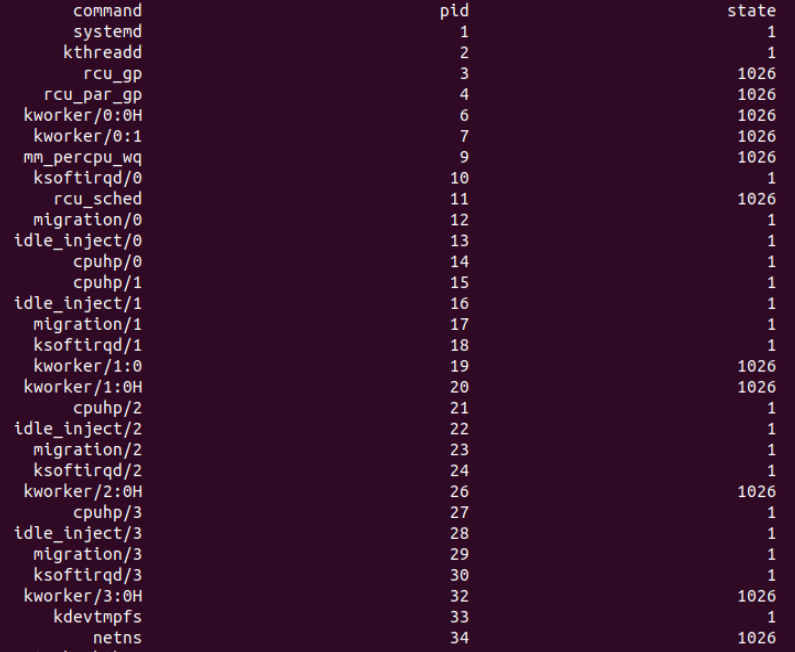 command pid state
systemd 1 1
kthreadd 2 1
rcu_gp 3 1026
rcu_par_gp 4 1026
kworker/0:0H 6 1026
kworker/0:1 7 1026
mm_percpu_wq 9 1026
ksoftirqd/0 10 1
rcu_sched 11 1026
migration/0 12 1
idle_inject/0 13 1
cpuhp/0 14 1
cpuhp/1 15 1
idle_inject/1 16 1
migration/1 17 1
ksoftirqd/1 18 1
kworker/1:0 19 1026
kworker/1:0H 20 1026
cpuhp/2 21 1
idle_inject/2 22 1
migration/2 23 1
ksoftirqd/2 24 1
kworker/2:0H 26 1026
cpuhp/3 27 1
idle_inject/3 28 1
migration/3 29 1
ksoftirqd/3 30 1
kworker/3:0H 32 1026
kdevtmpfs 33 1
netns 34 1026